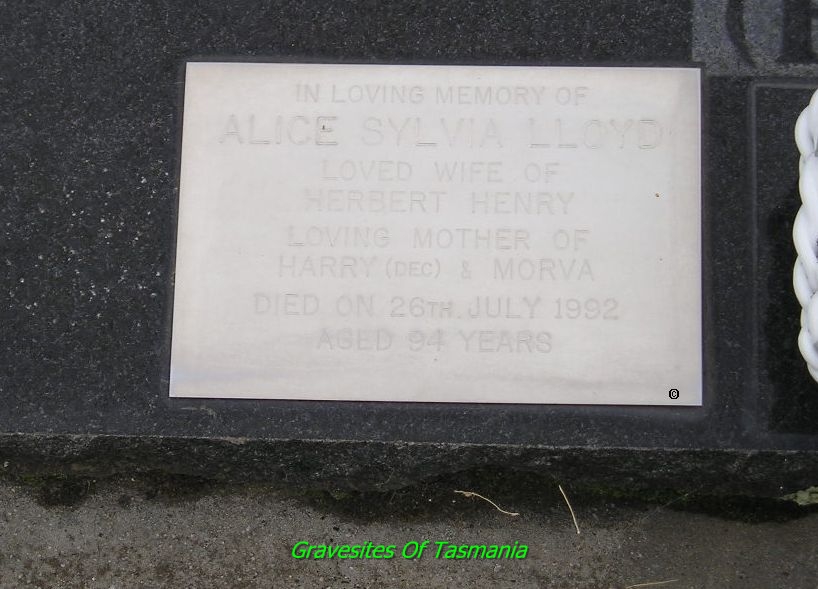 IN LOVING MEMORY OF
ALICE SYLVIA LLOYD
LOVED WIFE OF
HERBERT HENRY
LOVING MOTHER OF
HARRY (DEC) & MORVA
DIED ON 26TH. JULY 1992
AGED 94 YEARS
©
Gravesites Of Tasmania